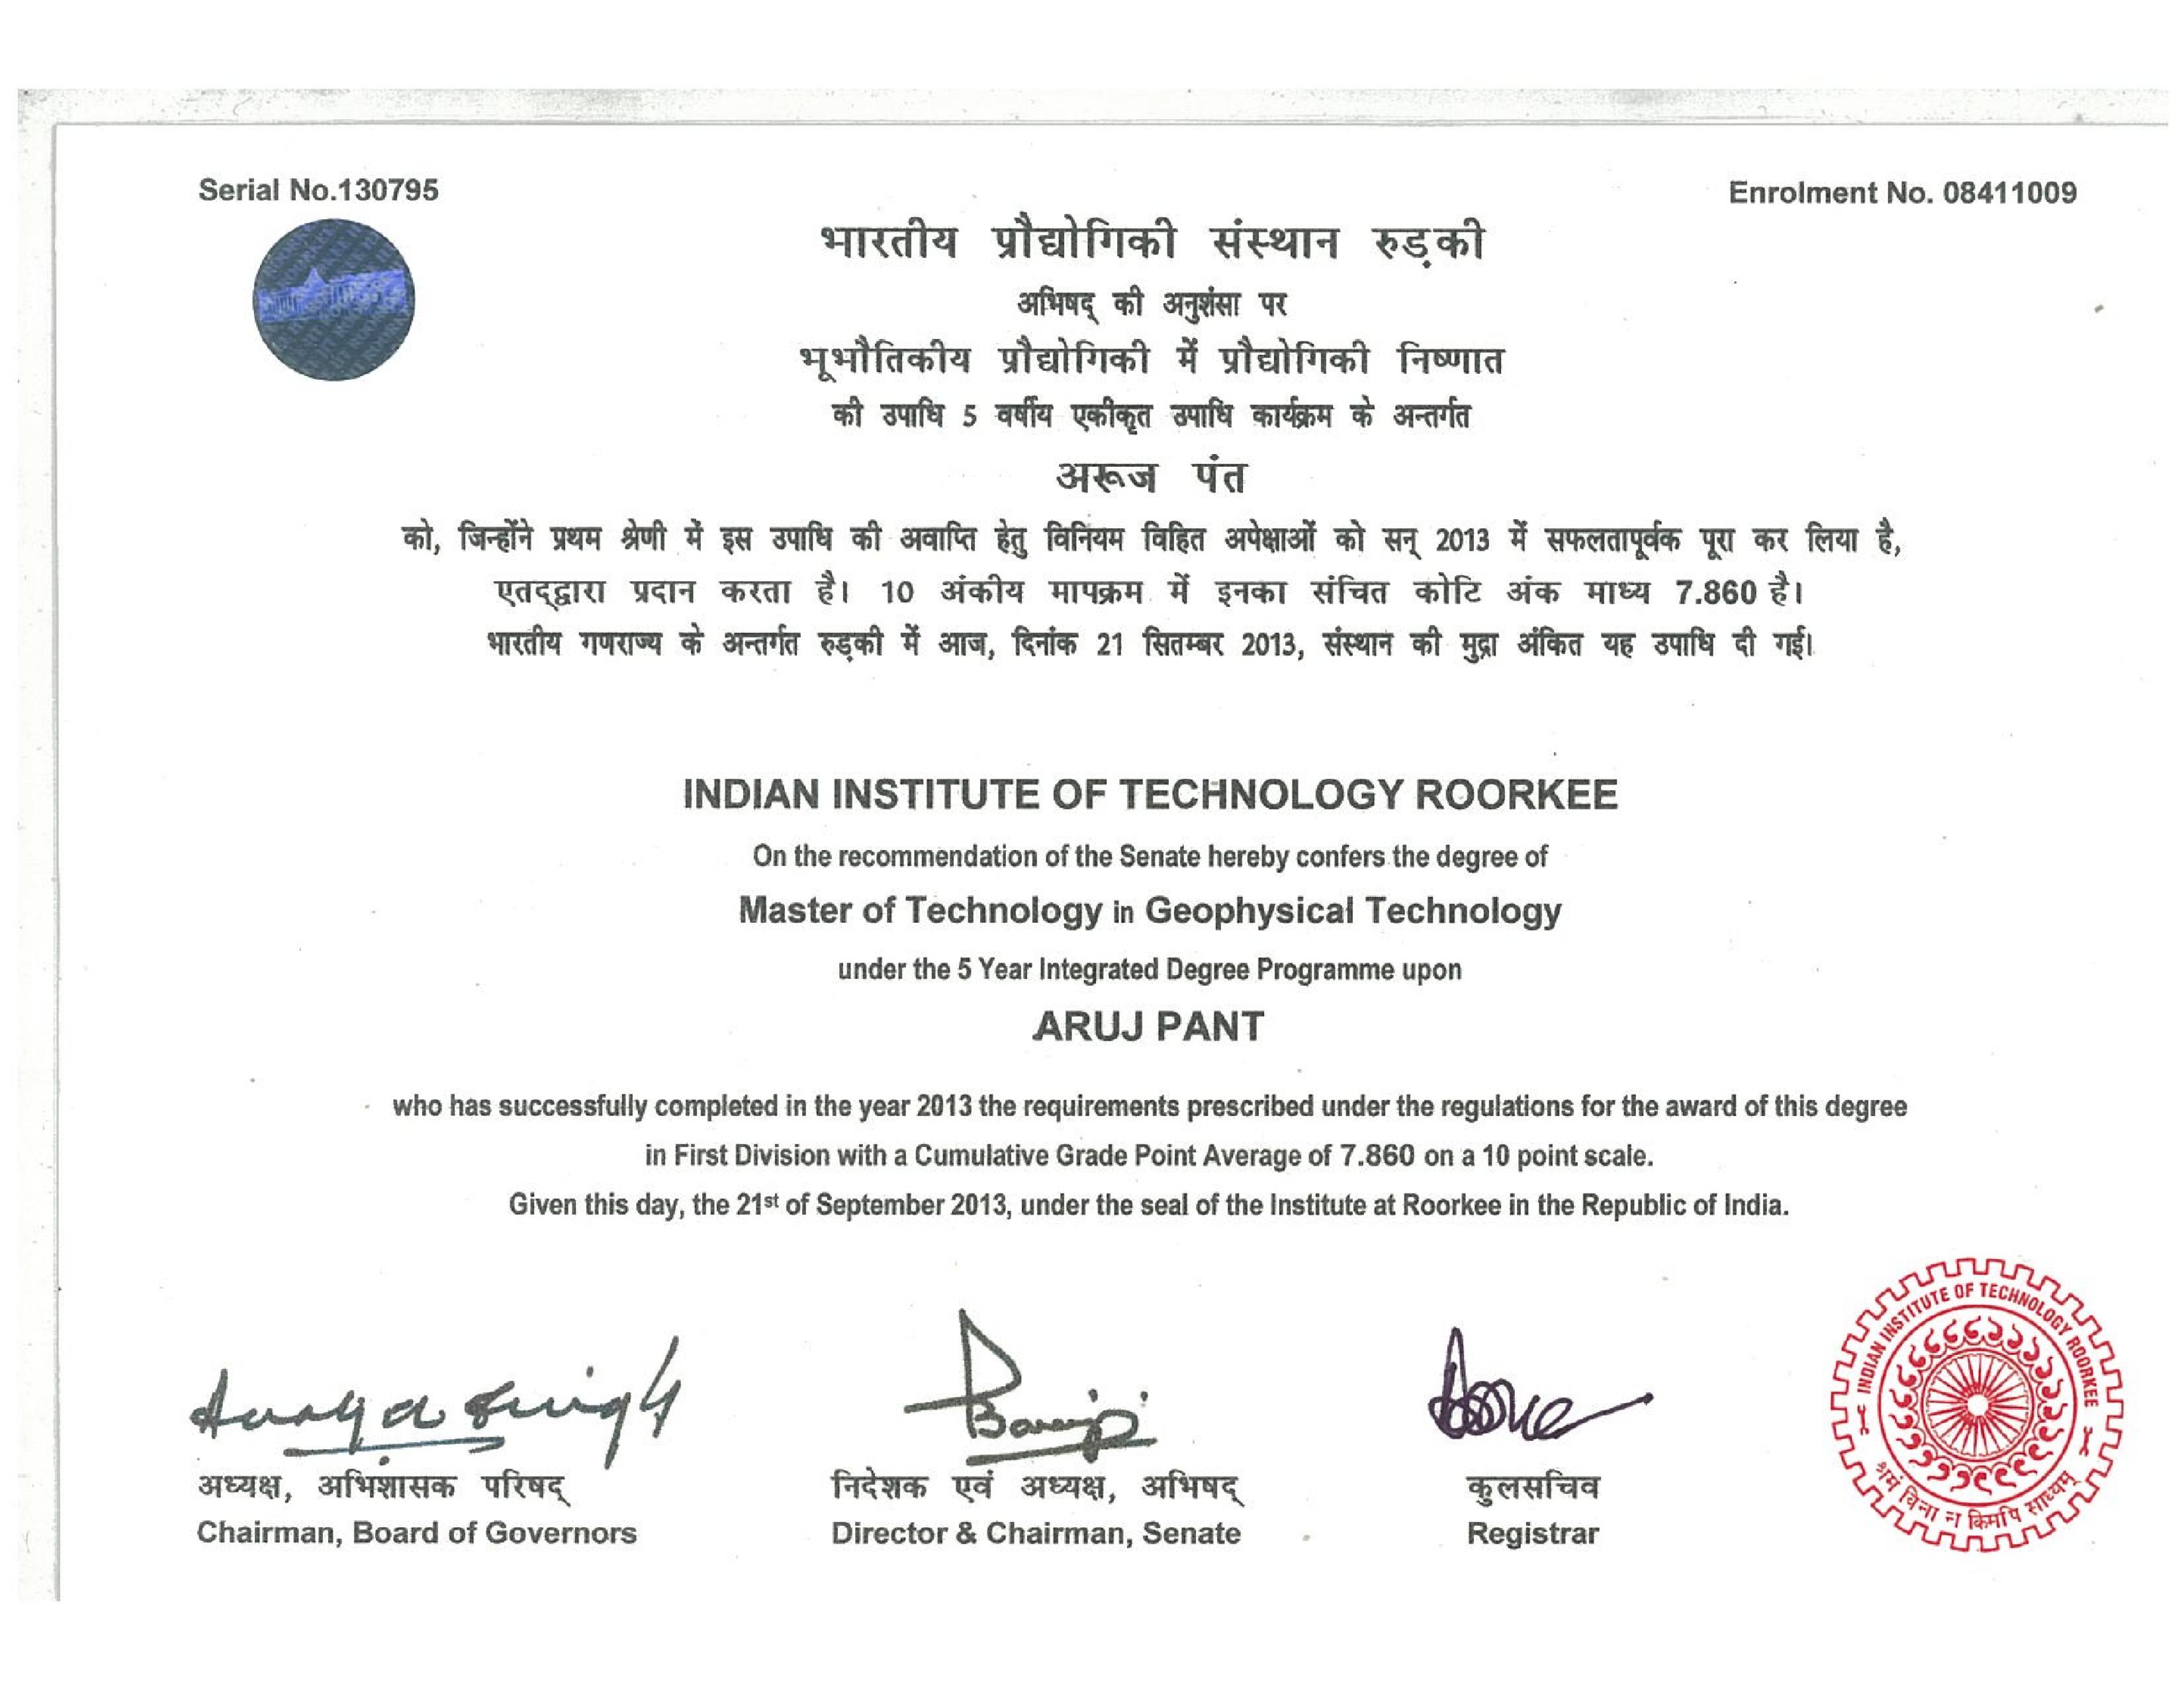 Serial No.130795
Enrolment No. 08411009
भारतीय प्रौद्योगिकी संस्थान रुड़की
अभिषद् की अनुशंसा पर
भूभौतिकीय प्रौद्योगिकी में प्रौद्योगिकी निष्णात
की उपाधि 5 वर्षीय एकीकृत उपाधि कार्यक्रम के अन्तर्गत
अरूज पंत
को, जिन्होंने प्रथम श्रेणी में इस उपाधि की अवाप्ति हेतु विनियम विहित अपेक्षाओं को सन् 2013 में सफलतापूर्वक पूरा कर लिया है,
एतद्द्वारा प्रदान करता है। 10 अंकीय मापक्रम में इनका संचित कोटि अंक माध्य 7.860 है।
भारतीय गणराज्य के अन्तर्गत रुड़की में आज, दिनांक 21 सितम्बर 2013, संस्थान की मुद्रा अंकित यह उपाधि दी गई।
INDIAN INSTITUTE OF TECHNOLOGY ROORKEE
On the recommendation of the Senate hereby confers the degree of
Master of Technology in Geophysical Technology
under the 5 Year Integrated Degree Programme upon
ARUJ PANT
who has successfully completed in the year 2013 the requirements prescribed under the regulations for the award of this degree
in First Division with a Cumulative Grade Point Average of 7.860 on a 10 point scale.
Given this day, the 21st of September 2013, under the seal of the Institute at Roorkee in the Republic of India.
अध्यक्ष, अभिशासक परिषद्
Chairman, Board of Governors
निदेशक एवं अध्यक्ष, अभिषद्
Director & Chairman, Senate
कुलसचिव
Registrar
INDIAN INSTITUTE OF TECHNOLOGY ROORKEE
श्रमं विना न किमपि साध्यम्